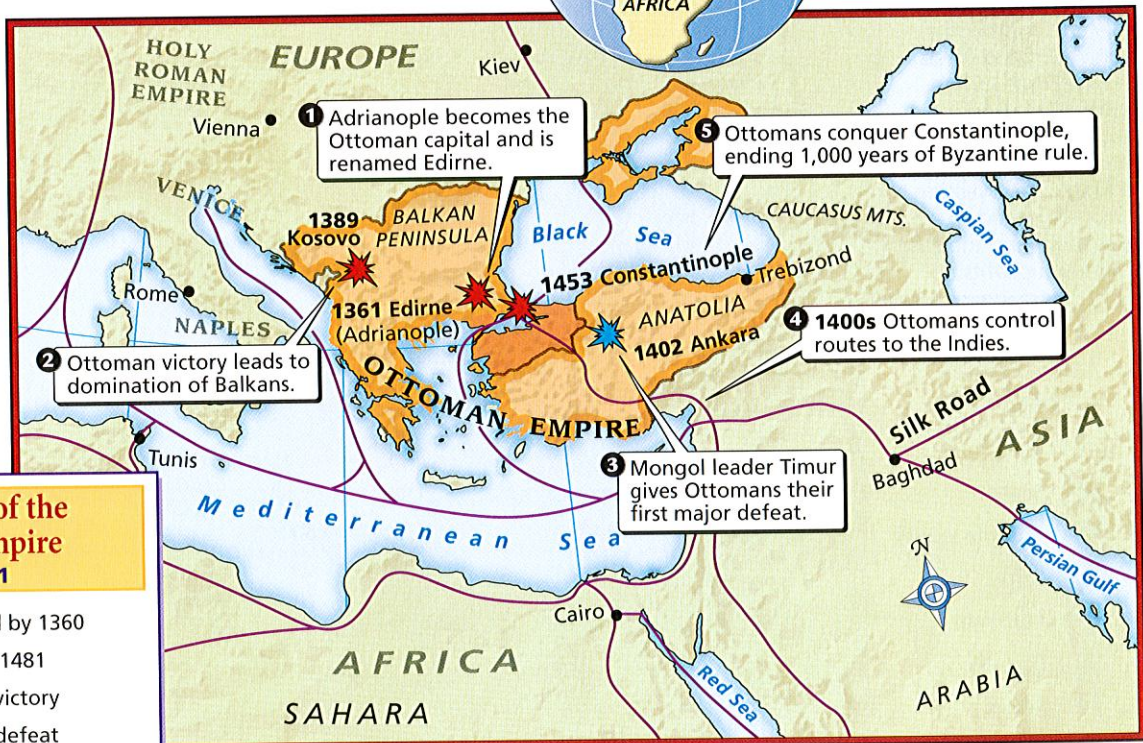 AFRICA
HOLY
ROMAN
EMPIRE
EUROPE
Kiev
Vienna
1 Adrianople becomes the
Ottoman capital and is
renamed Edirne.
5 Ottomans conquer Constantinople,
ending 1,000 years of Byzantine rule.
VENICE
1389
Kosovo
BALKAN
PENINSULA
Black Sea
CAUCASUS MTS.
Caspian Sea
Rome
NAPLES
1361 Edirne
(Adrianople)
1453 Constantinople
Trebizond
ANATOLIA
1402 Ankara
4 1400s Ottomans control
routes to the Indies.
2 Ottoman victory leads to
domination of Balkans.
OTTOMAN EMPIRE
Silk Road
ASIA
Tunis
Baghdad
3 Mongol leader Timur
gives Ottomans their
first major defeat.
Mediterranean Sea
Persian Gulf
N
Cairo
AFRICA
SAHARA
Red Sea
ARABIA
of the
by 1360
1481
victory
defeat